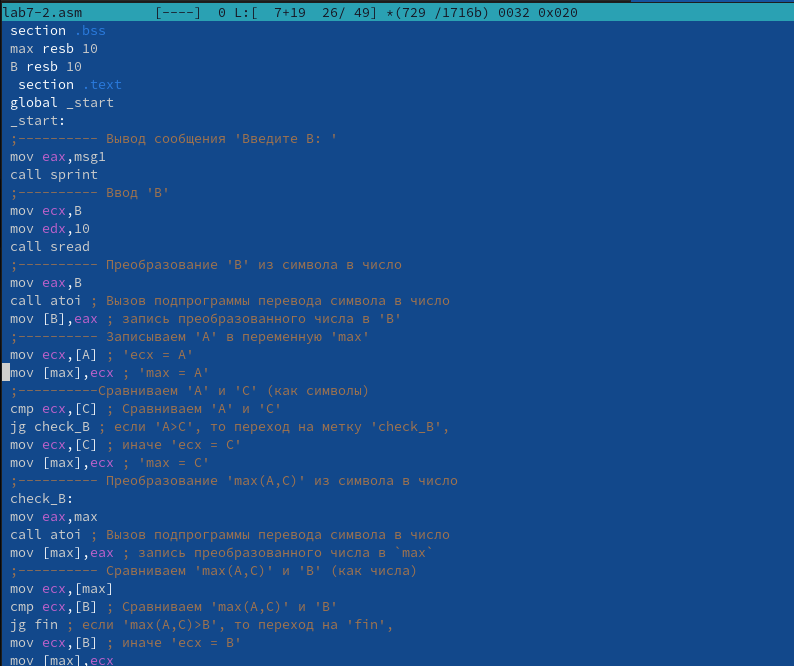 lab7-2.asm [----] 0 L:[ 7+19 26/ 49] *(729 /1716b) 0032 0x020
section .bss
max resb 10
B resb 10
section .text
global _start
_start:
;---------- Вывод сообщения 'Введите B: '
mov eax,msg1
call sprint
;---------- Ввод 'B'
mov ecx,B
mov edx,10
call sread
;---------- Преобразование 'B' из символа в число
mov eax,B
call atoi ; Вызов подпрограммы перевода символа в число
mov [B],eax ; запись преобразованного числа в 'B'
;---------- Записываем 'A' в переменную 'max'
mov ecx,[A] ; 'ecx = A'
mov [max],ecx ; 'max = A'
;----------Сравниваем 'A' и 'С' (как символы)
cmp ecx,[C] ; Сравниваем 'A' и 'С'
jg check_B ; если 'A>C', то переход на метку 'check_B',
mov ecx,[C] ; иначе 'ecx = C'
mov [max],ecx ; 'max = C'
;---------- Преобразование 'max(A,C)' из символа в число
check_B:
mov eax,max
call atoi ; Вызов подпрограммы перевода символа в число
mov [max],eax ; запись преобразованного числа в `max`
;---------- Сравниваем 'max(A,C)' и 'B' (как числа)
mov ecx,[max]
cmp ecx,[B] ; Сравниваем 'max(A,C)' и 'B'
jg fin ; если 'max(A,C)>B', то переход на 'fin',
mov ecx,[B] ; иначе 'ecx = B'
mov [max],ecx